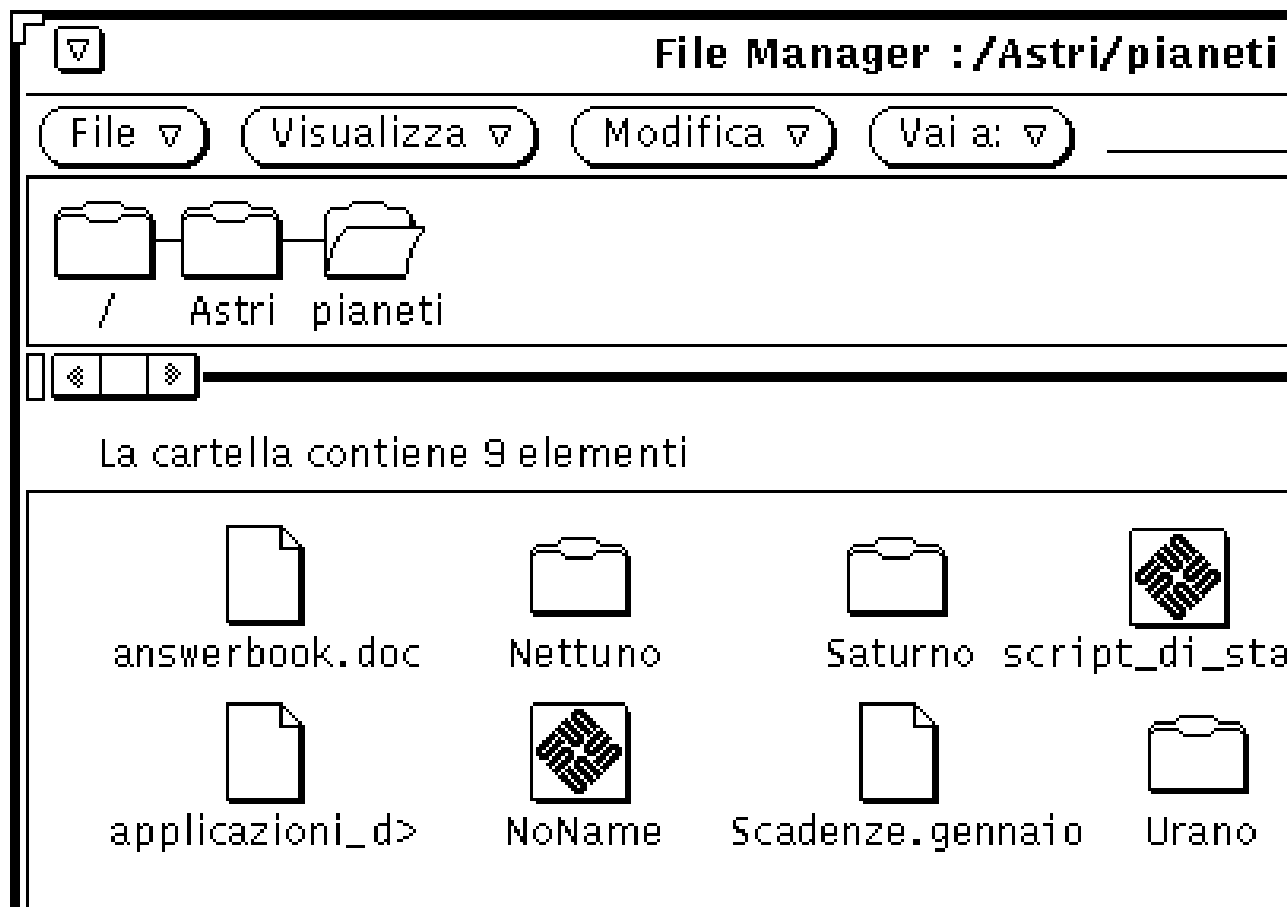 File Manager :/Astri/pianeti
File Visualizza Modifica Vai a:
/ Astri pianeti
La cartella contiene 9 elementi
answerbook.doc Nettuno Saturno script_di_sta
applicazioni_d> NoName Scadenze.gennaio Urano